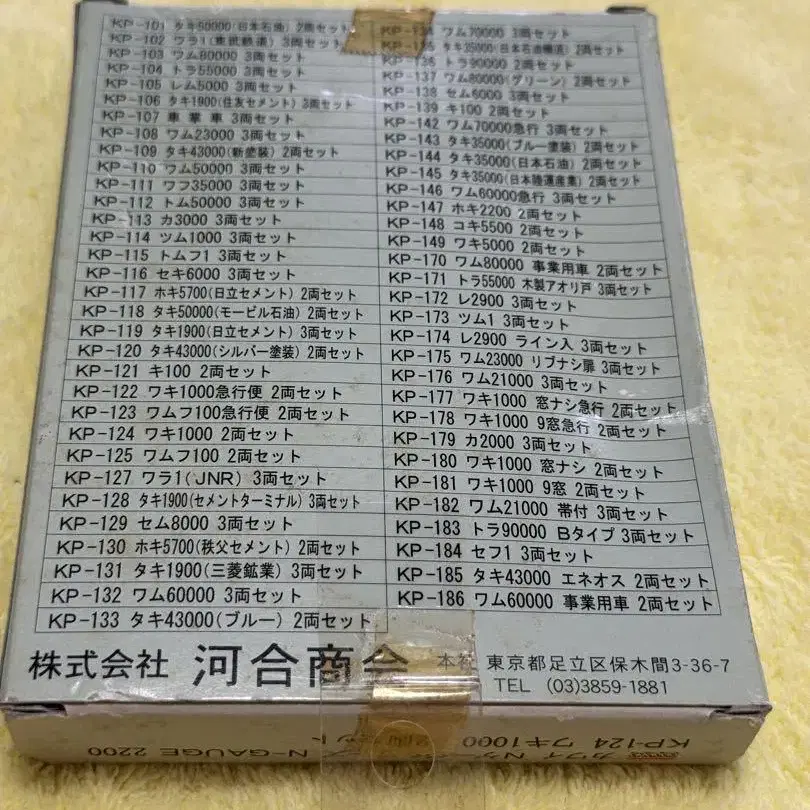 KP-101 タキ50000(日本石油) 2両セット
KP-102 ワラ1(東武鉄道) 3両セット
KP-103 ワム80000 3両セット
KP-104 トラ55000 3両セット
KP-105 レム5000 3両セット
KP-106 タキ1900(住友セメント) 3両セット
KP-107 車掌車 3両セット
KP-108 ワム23000 3両セット
KP-109 タキ43000(新塗装) 2両セット
KP-110 ワム50000 3両セット
KP-111 ワフ35000 3両セット
KP-112 トム50000 3両セット
KP-113 カ3000 3両セット
KP-114 ツム1000 3両セット
KP-115 トムフ1 3両セット
KP-116 セキ6000 3両セット
KP-117 ホキ5700(日立セメント) 2両セット
KP-118 タキ50000(モービル石油) 2両セット
KP-119 タキ1900(日立セメント) 3両セット
KP-120 タキ43000(シルバー塗装) 2両セット
KP-121 キ100 2両セット
KP-122 ワキ1000急行便 2両セット
KP-123 ワムフ100急行便 2両セット
KP-124 ワキ1000 2両セット
KP-125 ワムフ100 2両セット
KP-127 ワラ1(JNR) 3両セット
KP-128 タキ1900(セメントターミナル) 3両セット
KP-129 セム8000 3両セット
KP-130 ホキ5700(秩父セメント) 2両セット
KP-131 タキ1900(三菱鉱業) 3両セット
KP-132 ワム60000 3両セット
KP-133 タキ43000(ブルー) 2両セット
ワム70000 3両セット
タキ35000(日本石油輸送) 2両セット
KP-136 トラ90000 2両セット
KP-137 ワム80000(グリーン) 2両セット
KP-138 セム6000 3両セット
KP-139 キ100 2両セット
KP-142 ワム70000急行 3両セット
KP-143 タキ35000(ブルー塗装) 2両セット
KP-144 タキ35000(日本石油) 2両セット
KP-145 タキ35000(日本陸運産業) 2両セット
KP-146 ワム60000急行 3両セット
KP-147 ホキ2200 2両セット
KP-148 コキ5500 2両セット
KP-149 ワキ5000 2両セット
KP-170 ワム80000 事業用車 2両セット
KP-171 トラ55000 木製アオリ戸 3両セット
KP-172 レ2900 3両セット
KP-173 ツム1 3両セット
KP-174 レ2900 ライン入 3両セット
KP-175 ワム23000 リブナシ扉 3両セット
KP-176 ワム21000 3両セット
KP-177 ワキ1000 窓ナシ急行 2両セット
KP-178 ワキ1000 9窓急行 2両セット
KP-179 カ2000 3両セット
KP-180 ワキ1000 窓ナシ 2両セット
KP-181 ワキ1000 9窓 2両セット
KP-182 ワム21000 帯付 3両セット
KP-183 トラ90000 Bタイプ 3両セット
KP-184 セフ1 3両セット
KP-185 タキ43000 エネオス 2両セット
KP-186 ワム60000 事業用車 2両セット
株式会社 河合商会 本社 東京都足立区保木間3-36-7
TEL (03)3859-1881
カワイ Nゲージ N-GAUGE 2200
KP-124 ワキ1000 2両セット